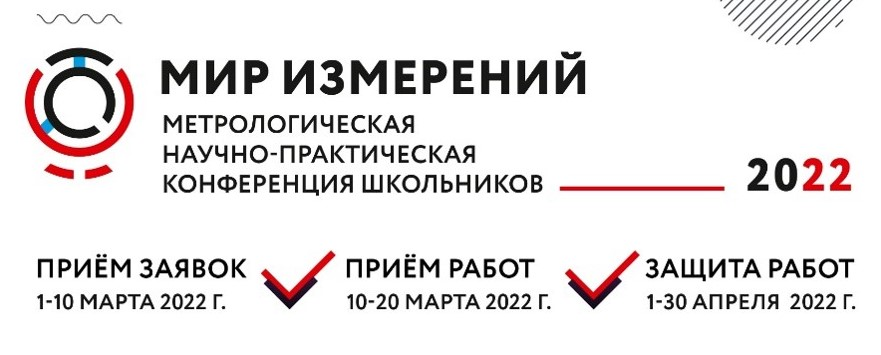 МИР ИЗМЕРЕНИЙ
МЕТРОЛОГИЧЕСКАЯ
НАУЧНО-ПРАКТИЧЕСКАЯ
КОНФЕРЕНЦИЯ ШКОЛЬНИКОВ
2022
ПРИЁМ ЗАЯВОК
1-10 МАРТА 2022 Г.
ПРИЁМ РАБОТ
10-20 МАРТА 2022 Г.
ЗАЩИТА РАБОТ
1-30 АПРЕЛЯ 2022 Г.